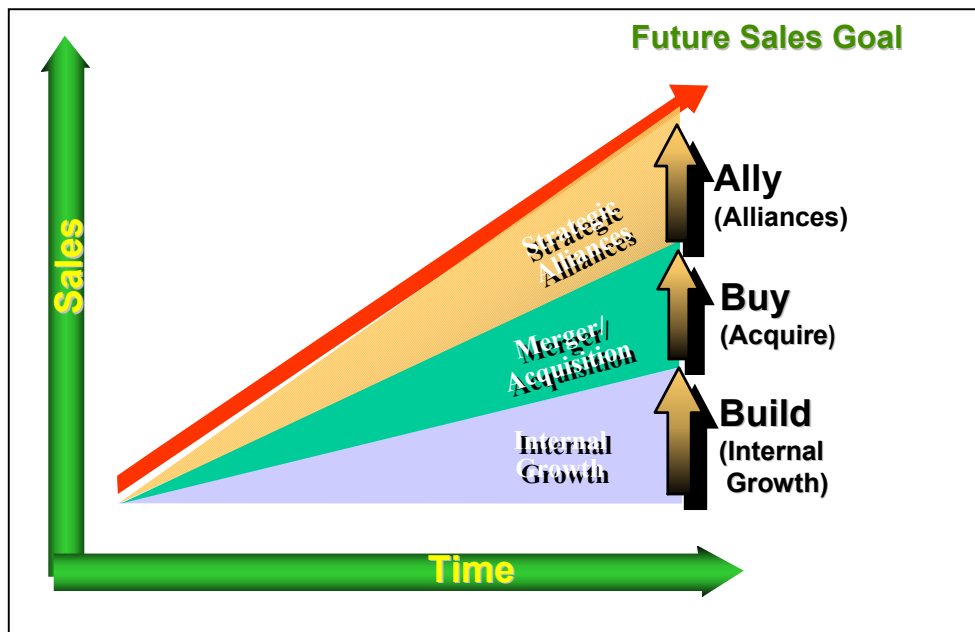 Future Sales Goal
Sales
Strategic
Alliances
Ally
(Alliances)
Merger/
Acquisition
Buy
(Acquire)
Internal
Growth
Build
(Internal
Growth)
Time